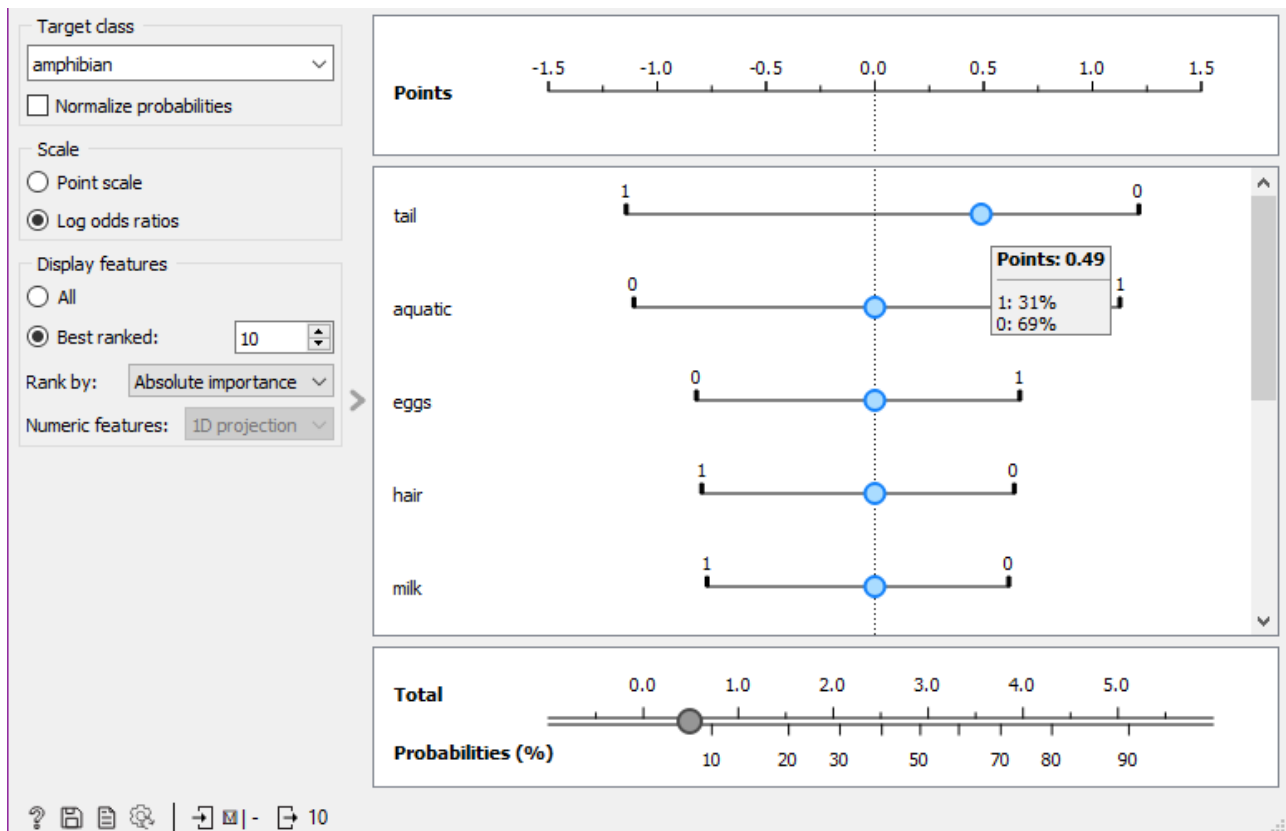 Target class
amphibian
Normalize probabilities
Scale
Point scale
Log odds ratios
Display features
All
Best ranked: 10
Rank by: Absolute importance
Numeric features: 1D projection
-1.5 -1.0 -0.5 0.0 0.5 1.0 1.5
Points
1 0
tail
Points: 0.49
1: 31%
0: 69%
0 1
aquatic
0 1
eggs
1 0
hair
1 0
milk
0.0 1.0 2.0 3.0 4.0 5.0
Total
Probabilities (%)
10 20 30 50 70 80 90
? M | - 10